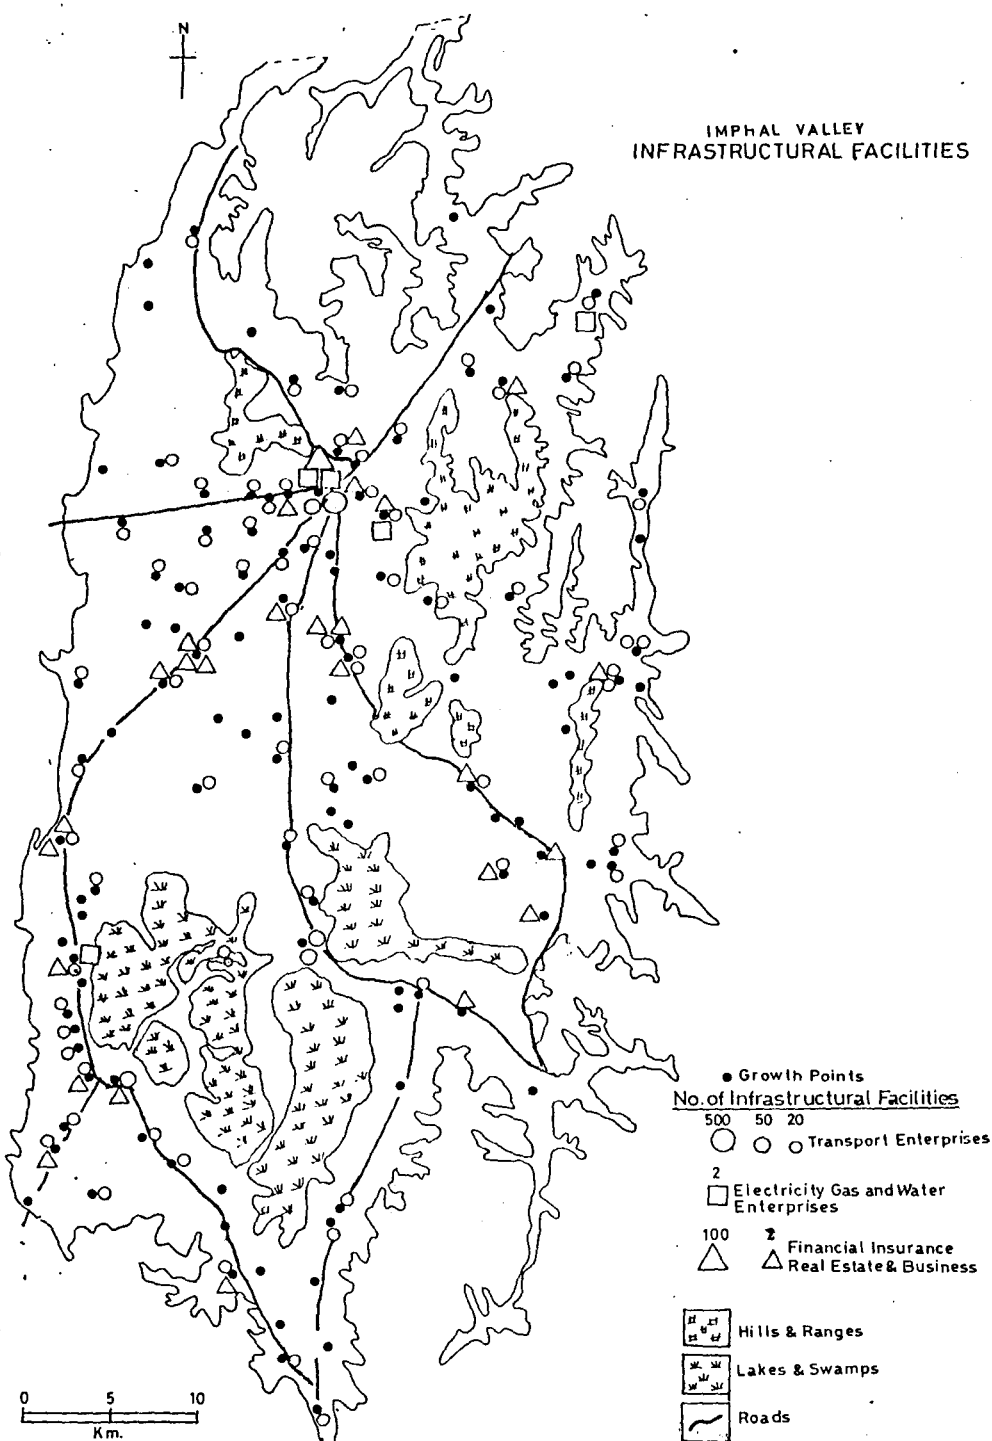 N
IMPHAL VALLEY
INFRASTRUCTURAL FACILITIES
Growth Points
No. of Infrastructural Facilities
500 50 20
Transport Enterprises
2
Electricity Gas and Water
Enterprises
100 2
Financial Insurance
Real Estate & Business
Hills & Ranges
Lakes & Swamps
Roads
0 5 10
Km.